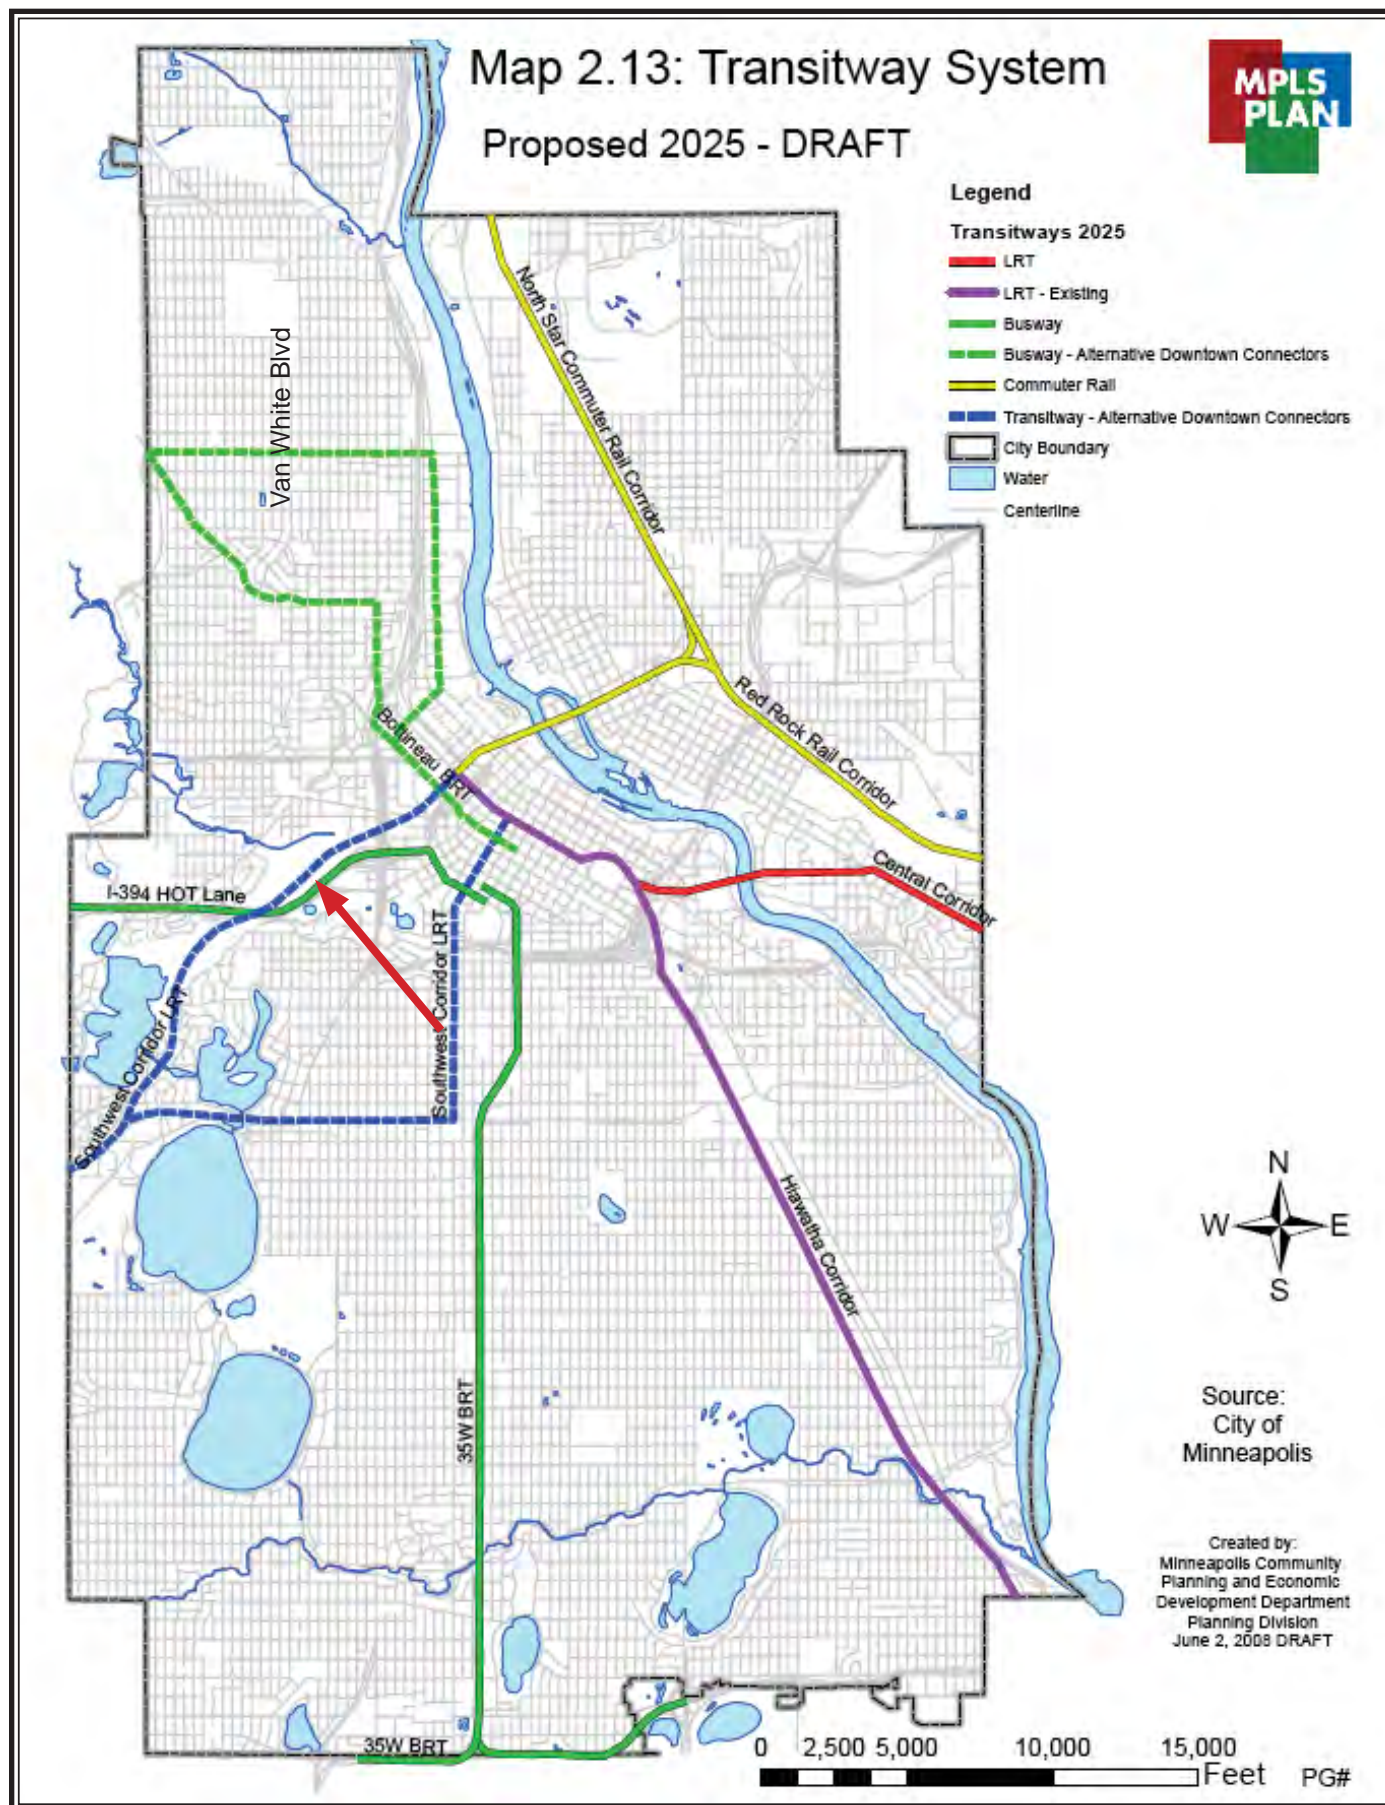 Map 2.13: Transitway System
Proposed 2025 - DRAFT
MPLS
PLAN
Legend
Transitways 2025
LRT
LRT - Existing
Busway
Busway - Alternative Downtown Connectors
Commuter Rail
Transitway - Alternative Downtown Connectors
City Boundary
Water
Centerline
Van White Blvd
North Star Commuter Rail Corridor
Red Rock Rail Corridor
Bottineau BRT
Central Corridor
I-394 HOT Lane
Southwest Corridor LRT
Southwest Corridor LRT
Hiawatha Corridor
35W BRT
35W BRT
N
W
E
S
Source:
City of
Minneapolis
Created by:
Minneapolis Community
Planning and Economic
Development Department
Planning Division
June 2, 2008 DRAFT
0 2,500 5,000 10,000 15,000
Feet
PG#